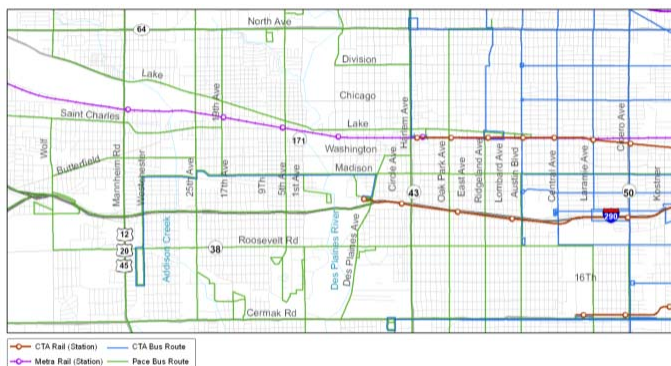 North Ave
64
Division
Lake
Chicago
Saint Charles
19th Ave
Lake
Harlem Ave
Cicero Ave
171
Washington
Wolf
Butterfield
Madison
Mannheim Rd
Westchester
25th Ave
17th Ave
9Th
5th Ave
1st Ave
Circle Ave
43
Oak Park Ave
East Ave
Ridgeland Ave
Lombard Ave
Austin Blvd
Central Ave
Laramie Ave
50
Kostner
290
12
20
45
Addison Creek
38
Roosevelt Rd
Des Plaines River
Des Plaines Ave
16Th
Cermak Rd
CTA Rail (Station)
CTA Bus Route
Metra Rail (Station)
Pace Bus Route